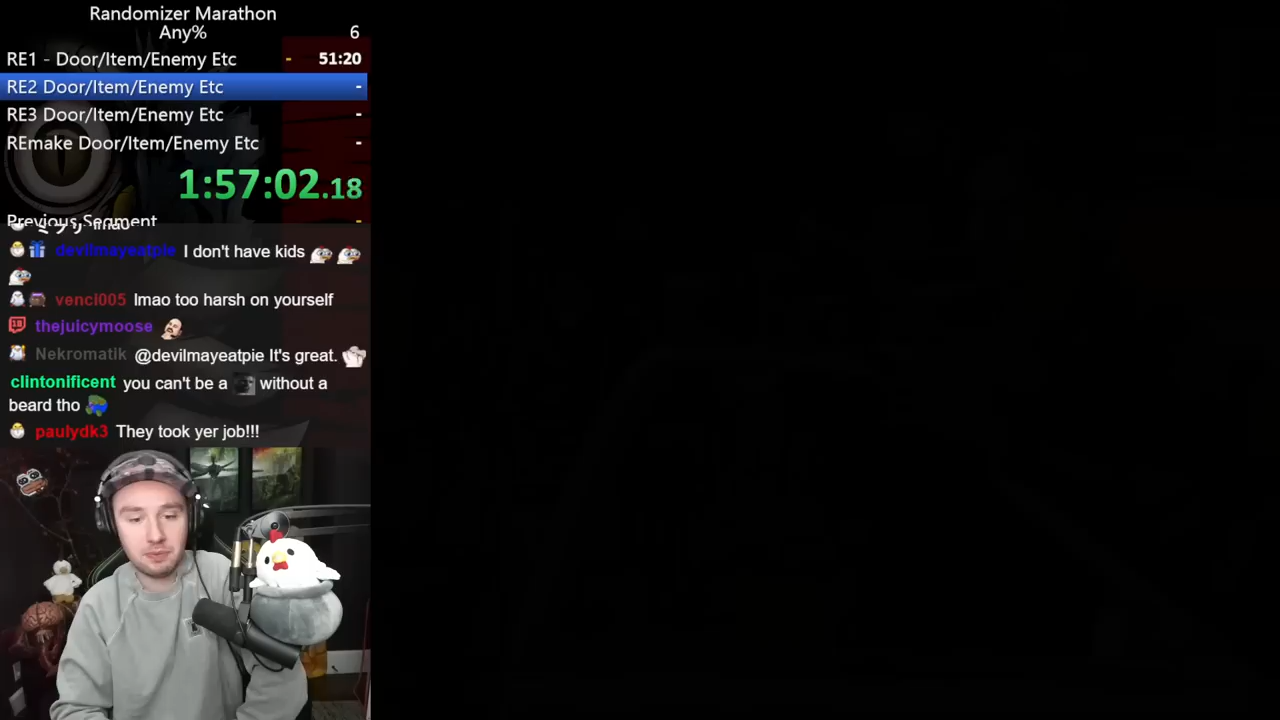 Randomizer Marathon
Any% 6
RE1 - Door/Item/Enemy Etc - 51:20
RE2 Door/Item/Enemy Etc -
RE3 Door/Item/Enemy Etc -
REmake Door/Item/Enemy Etc -
1:57:02.18
Previous Segment -
devilmayeatpie I don't have kids
venci005 lmao too harsh on yourself
thejuicymoose
Nekromatik @devilmayeatpie It's great.
clintonificent you can't be a without a
beard tho
paulydk3 They took yer job!!!